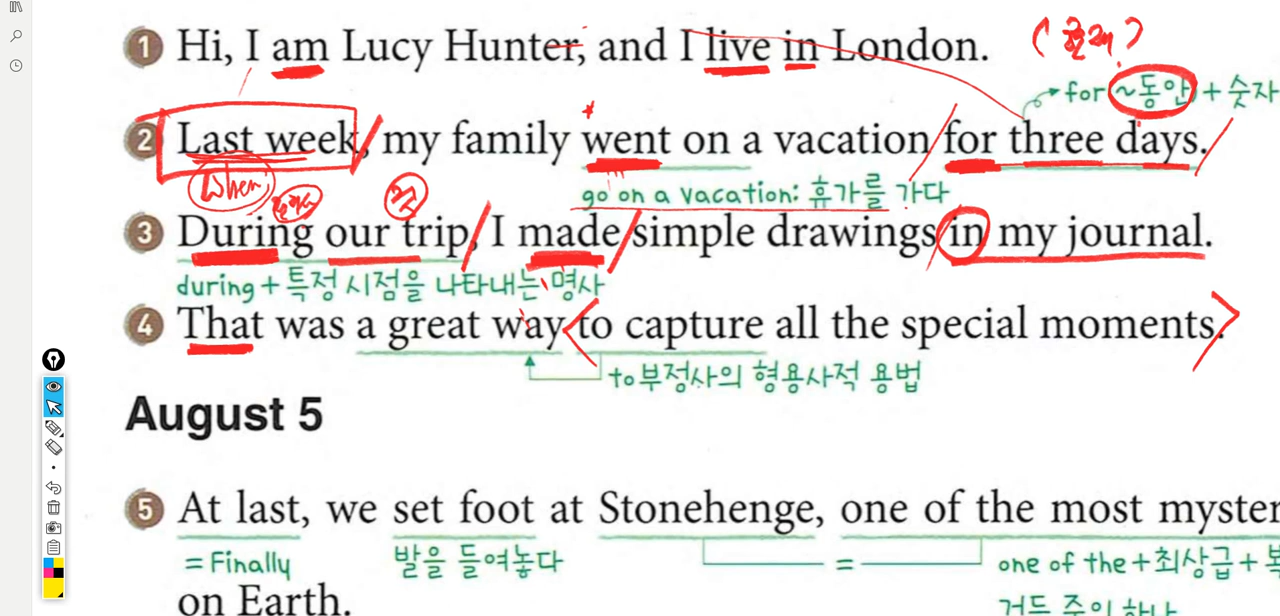 1 Hi, I am Lucy Hunter, and I live in London.
for ~동안 + 숫자
2 Last week, my family went on a vacation for three days.
When
go on a vacation: 휴가를 가다
3 During our trip, I made simple drawings in my journal.
during + 특정 시점을 나타내는 명사
4 That was a great way to capture all the special moments.
to부정사의 형용사적 용법
August 5
5 At last, we set foot at Stonehenge, one of the most myster
= Finally
발을 들여놓다
=
one of the + 최상급 +
on Earth.